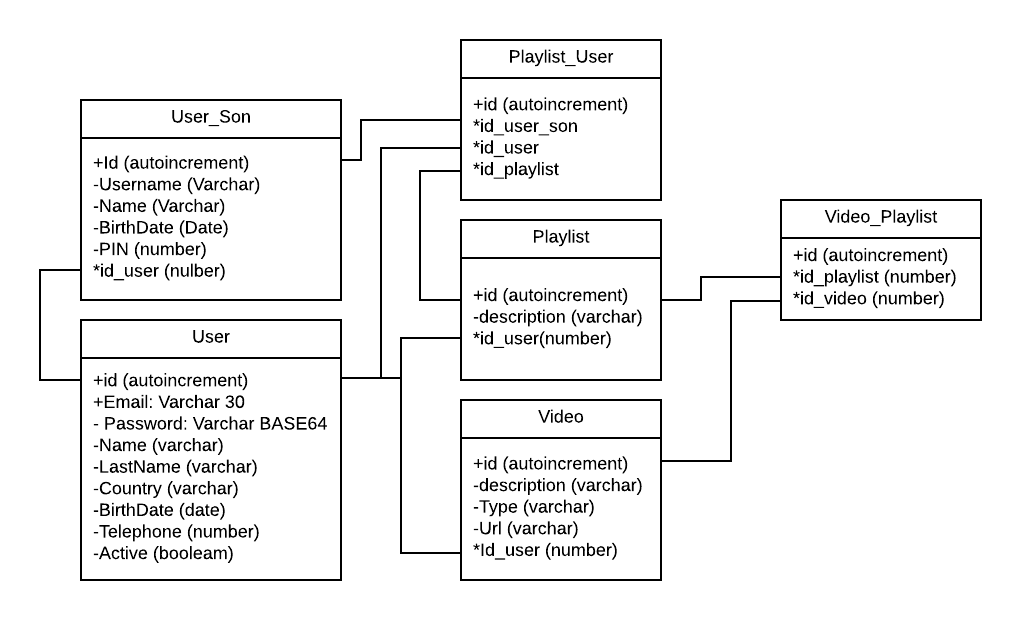 User_Son
+Id (autoincrement)
-Username (Varchar)
-Name (Varchar)
-BirthDate (Date)
-PIN (number)
*id_user (nulber)
User
+id (autoincrement)
+Email: Varchar 30
- Password: Varchar BASE64
-Name (varchar)
-LastName (varchar)
-Country (varchar)
-BirthDate (date)
-Telephone (number)
-Active (booleam)
Playlist_User
+id (autoincrement)
*id_user_son
*id_user
*id_playlist
Playlist
+id (autoincrement)
-description (varchar)
*id_user(number)
Video
+id (autoincrement)
-description (varchar)
-Type (varchar)
-Url (varchar)
*Id_user (number)
Video_Playlist
+id (autoincrement)
*id_playlist (number)
*id_video (number)